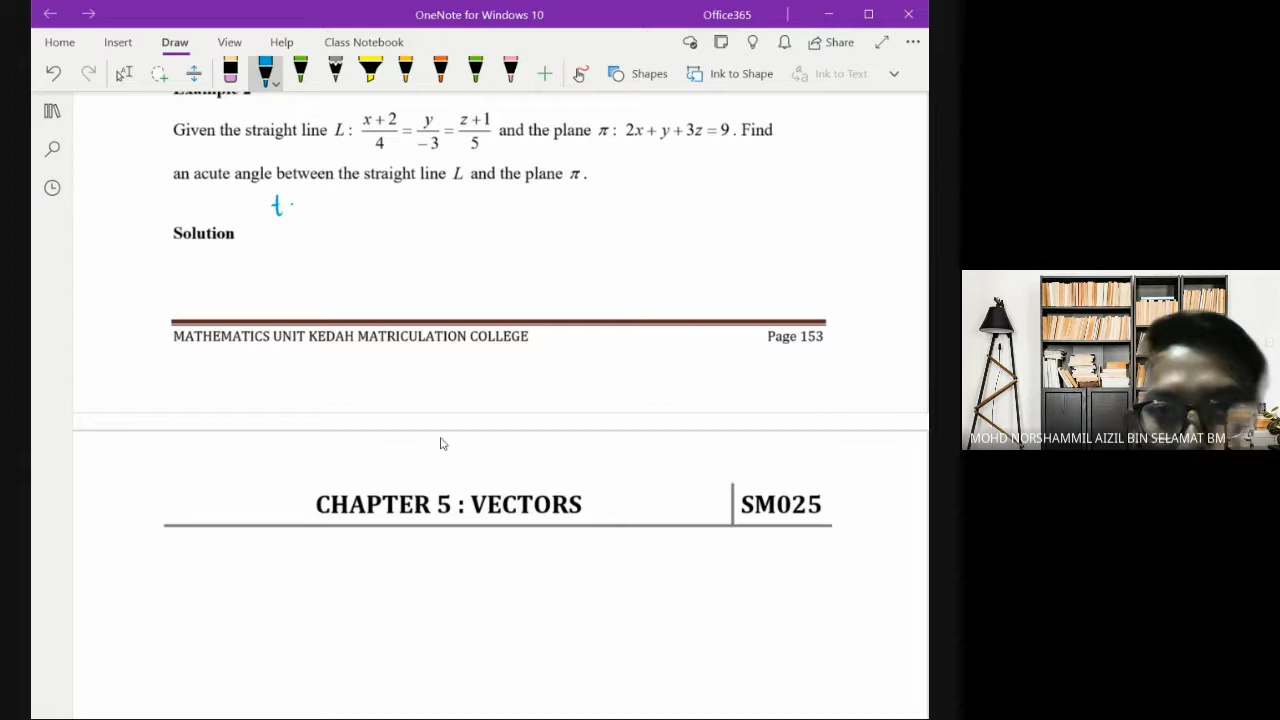 OneNote for Windows 10
Office365
Home Insert Draw View Help Class Notebook
Share
Shapes
Ink to Shape
Ink to Text
Example 2
Given the straight line L : x + 2 / 4 = y / −3 = z + 1 / 5 and the plane π : 2x + y + 3z = 9 . Find
an acute angle between the straight line L and the plane π .
t
Solution
MATHEMATICS UNIT KEDAH MATRICULATION COLLEGE Page 153
MOHD NORSHAMMIL AIZIL BIN SELAMAT BM
CHAPTER 5 : VECTORS SM025